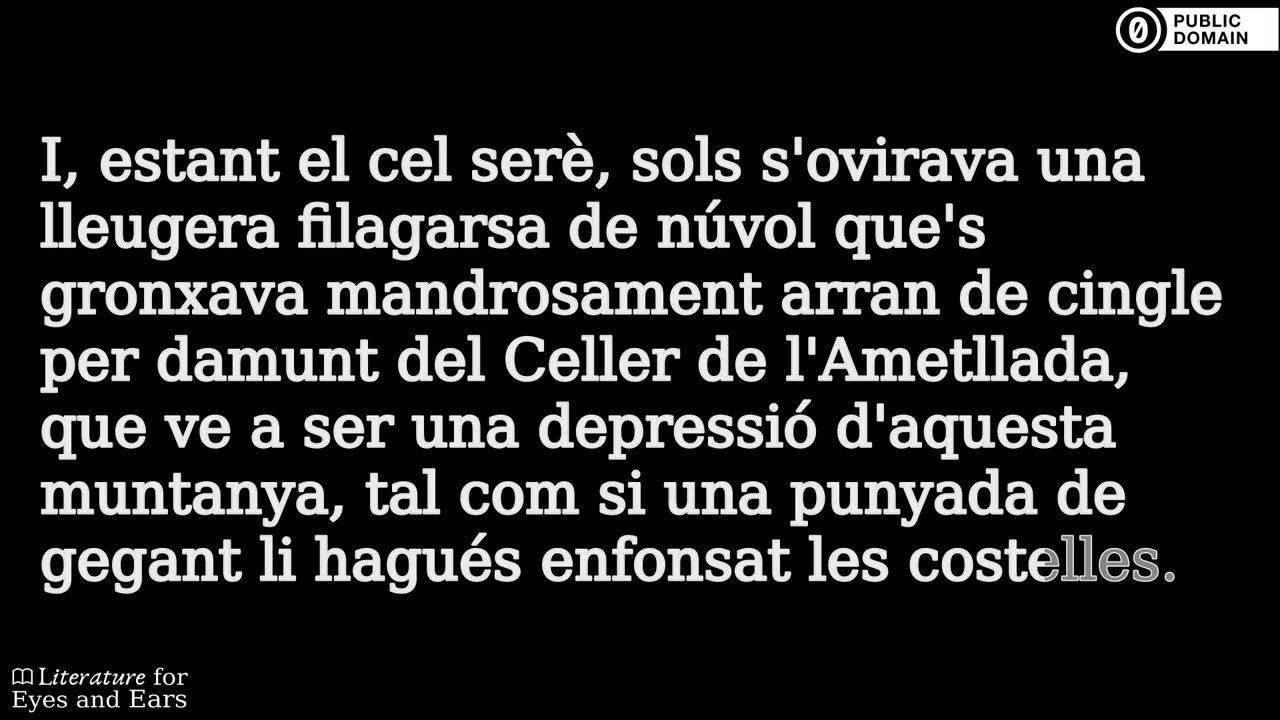 PUBLIC
DOMAIN
I, estant el cel serè, sols s'ovirava una
lleugera filagarsa de núvol que's
gronxava mandrosament arran de cingle
per damunt del Celler de l'Ametllada,
que ve a ser una depressió d'aquesta
muntanya, tal com si una punyada de
gegant li hagués enfonsat les costelles.
Literature for
Eyes and Ears